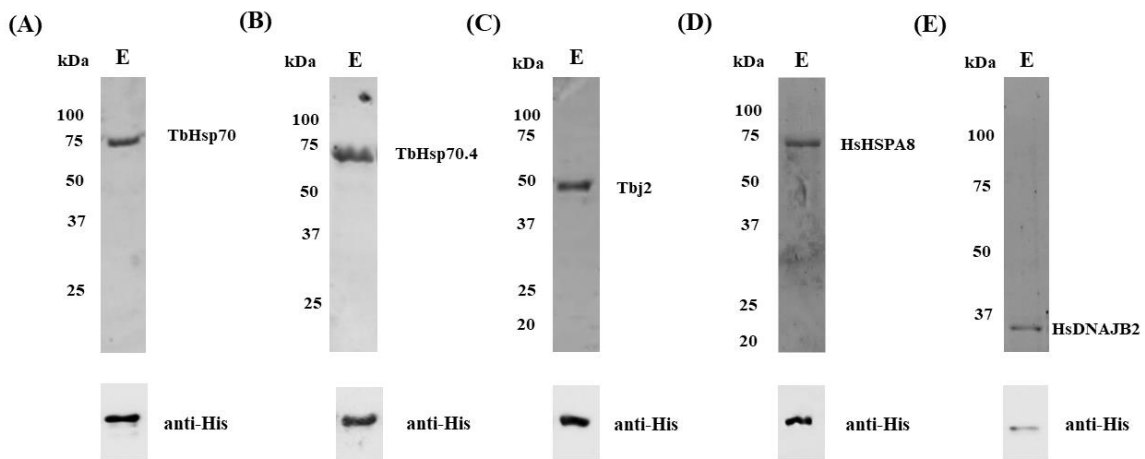 (A)
kDa
E
100
75
50
37
25
TbHsp70
anti-His
(B)
kDa
E
100
75
50
37
25
TbHsp70.4
anti-His
(C)
kDa
E
100
75
50
37
25
20
Tbj2
anti-His
(D)
kDa
E
100
75
50
37
25
20
HsHSPA8
anti-His
(E)
kDa
E
100
75
50
37
HsDNAJB2
anti-His